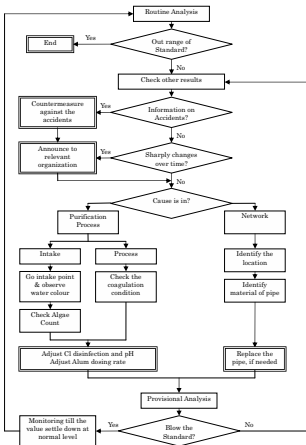 Routine Analysis
Yes
End
Out range of
Standard?
No
Check other results
Countermeasure
against the
accidents
Yes
Information on
Accidents?
No
Announce to
relevant
organization
Yes
Sharply changes
over time?
No
Cause is in?
Purification
Process
Network
Intake
Process
Identify the
location
Go intake point
& observe
water colour
Check the
coagulation
condition
Identify
material of pipe
Check Algae
Count
Adjust Cl disinfection and pH
Adjust Alum dosing rate
Replace the
pipe, if needed
Provisional Analysis
Monitoring till the
value settle down at
normal level
Yes
Blow the
Standard?
No